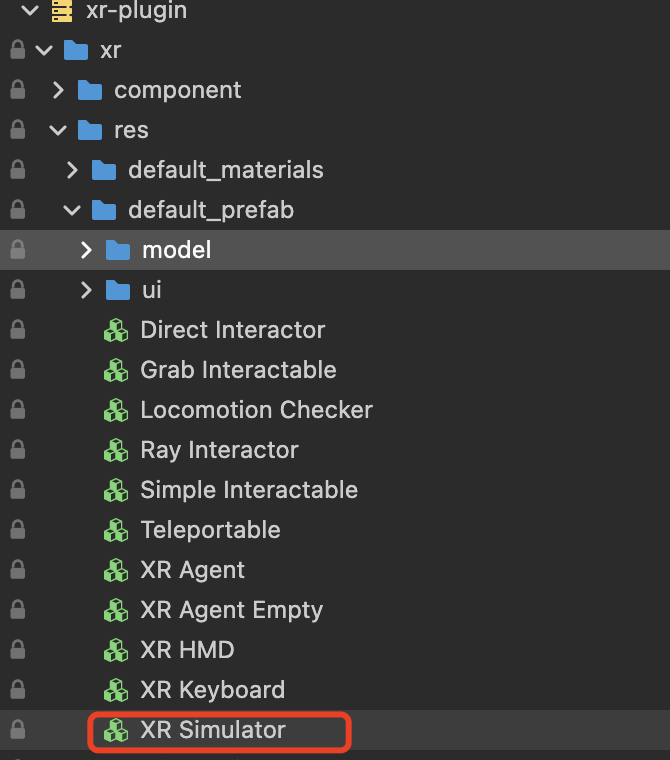 xr-plugin
xr
component
res
default_materials
default_prefab
model
ui
Direct Interactor
Grab Interactable
Locomotion Checker
Ray Interactor
Simple Interactable
Teleportable
XR Agent
XR Agent Empty
XR HMD
XR Keyboard
XR Simulator